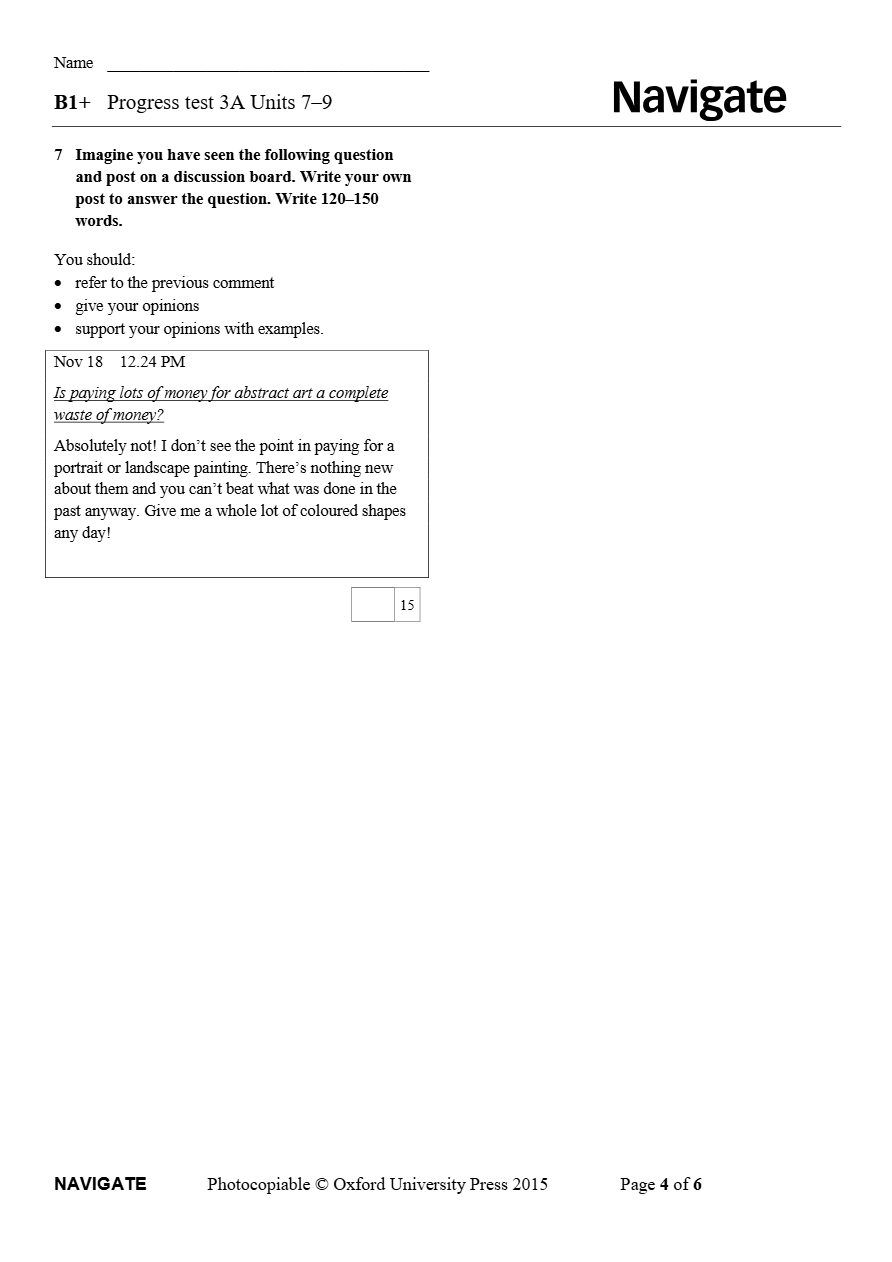 Name
B1+ Progress test 3A Units 7–9
Navigate
7 Imagine you have seen the following question
and post on a discussion board. Write your own
post to answer the question. Write 120–150
words.
You should:
• refer to the previous comment
• give your opinions
• support your opinions with examples.
Nov 18 12.24 PM
Is paying lots of money for abstract art a complete
waste of money?
Absolutely not! I don’t see the point in paying for a
portrait or landscape painting. There’s nothing new
about them and you can’t beat what was done in the
past anyway. Give me a whole lot of coloured shapes
any day!
15
NAVIGATE Photocopiable © Oxford University Press 2015 Page 4 of 6